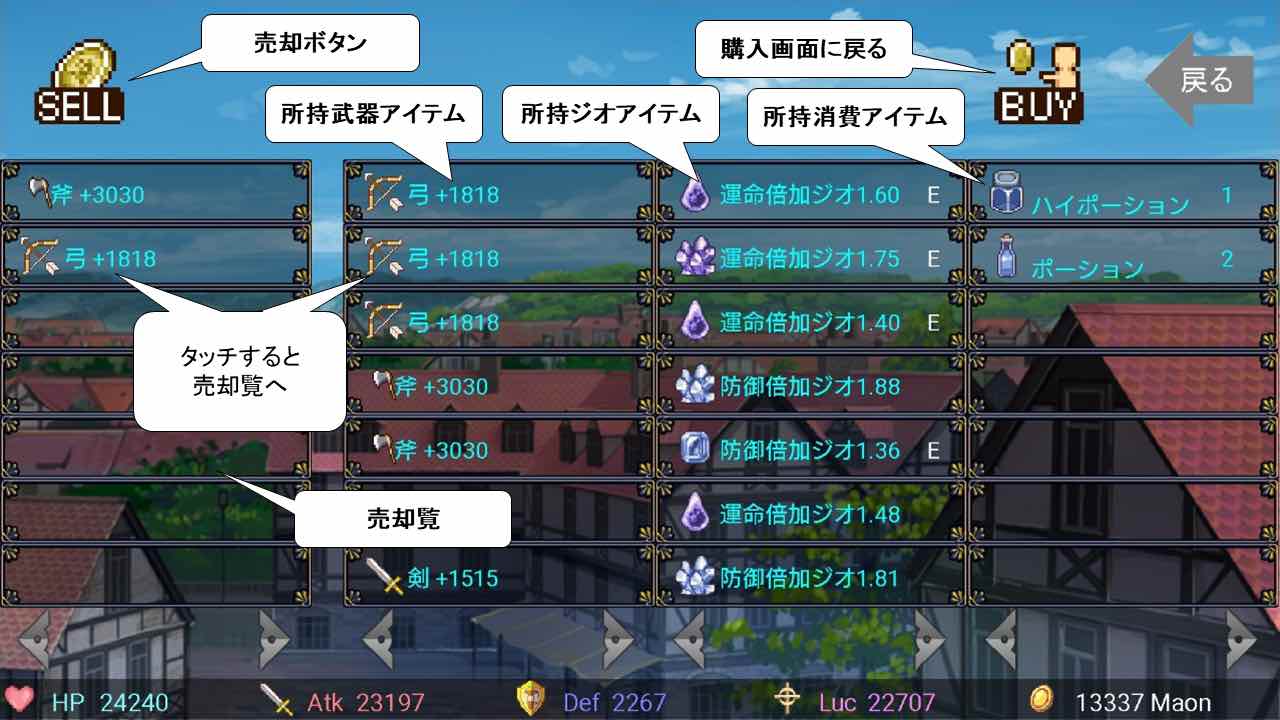 売却ボタン
購入画面に戻る
SELL
BUY
戻る
所持武器アイテム
所持ジオアイテム
所持消費アイテム
斧 +3030
弓 +1818
弓 +1818
弓 +1818
弓 +1818
斧 +3030
斧 +3030
剣 +1515
運命倍加ジオ1.60 E
運命倍加ジオ1.75 E
運命倍加ジオ1.40 E
防御倍加ジオ1.88
防御倍加ジオ1.36 E
運命倍加ジオ1.48
防御倍加ジオ1.81
ハイポーション 1
ポーション 2
タッチすると
売却覧へ
売却覧
HP 24240
Atk 23197
Def 2267
Luc 22707
13337 Maon